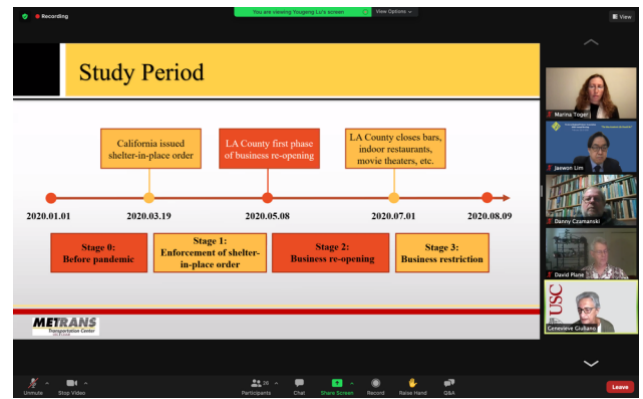 Recording
You are viewing Yougeng Lu's screen
View Options
View
Study Period
California issued
shelter-in-place order
LA County first phase
of business re-opening
LA County closes bars,
indoor restaurants,
movie theaters, etc.
2020.01.01
2020.03.19
2020.05.08
2020.07.01
2020.08.09
Stage 0:
Before pandemic
Stage 1:
Enforcement of shelter-
in-place order
Stage 2:
Business re-opening
Stage 3:
Business restriction
METRANS
Transportation Center
Marina Toger
Jaewon Lim
Danny Czamanski
David Plane
USC
Genevieve Giuliano
Unmute
Stop Video
Participants
Chat
Share Screen
Record
Raise Hand
Q&A
Leave